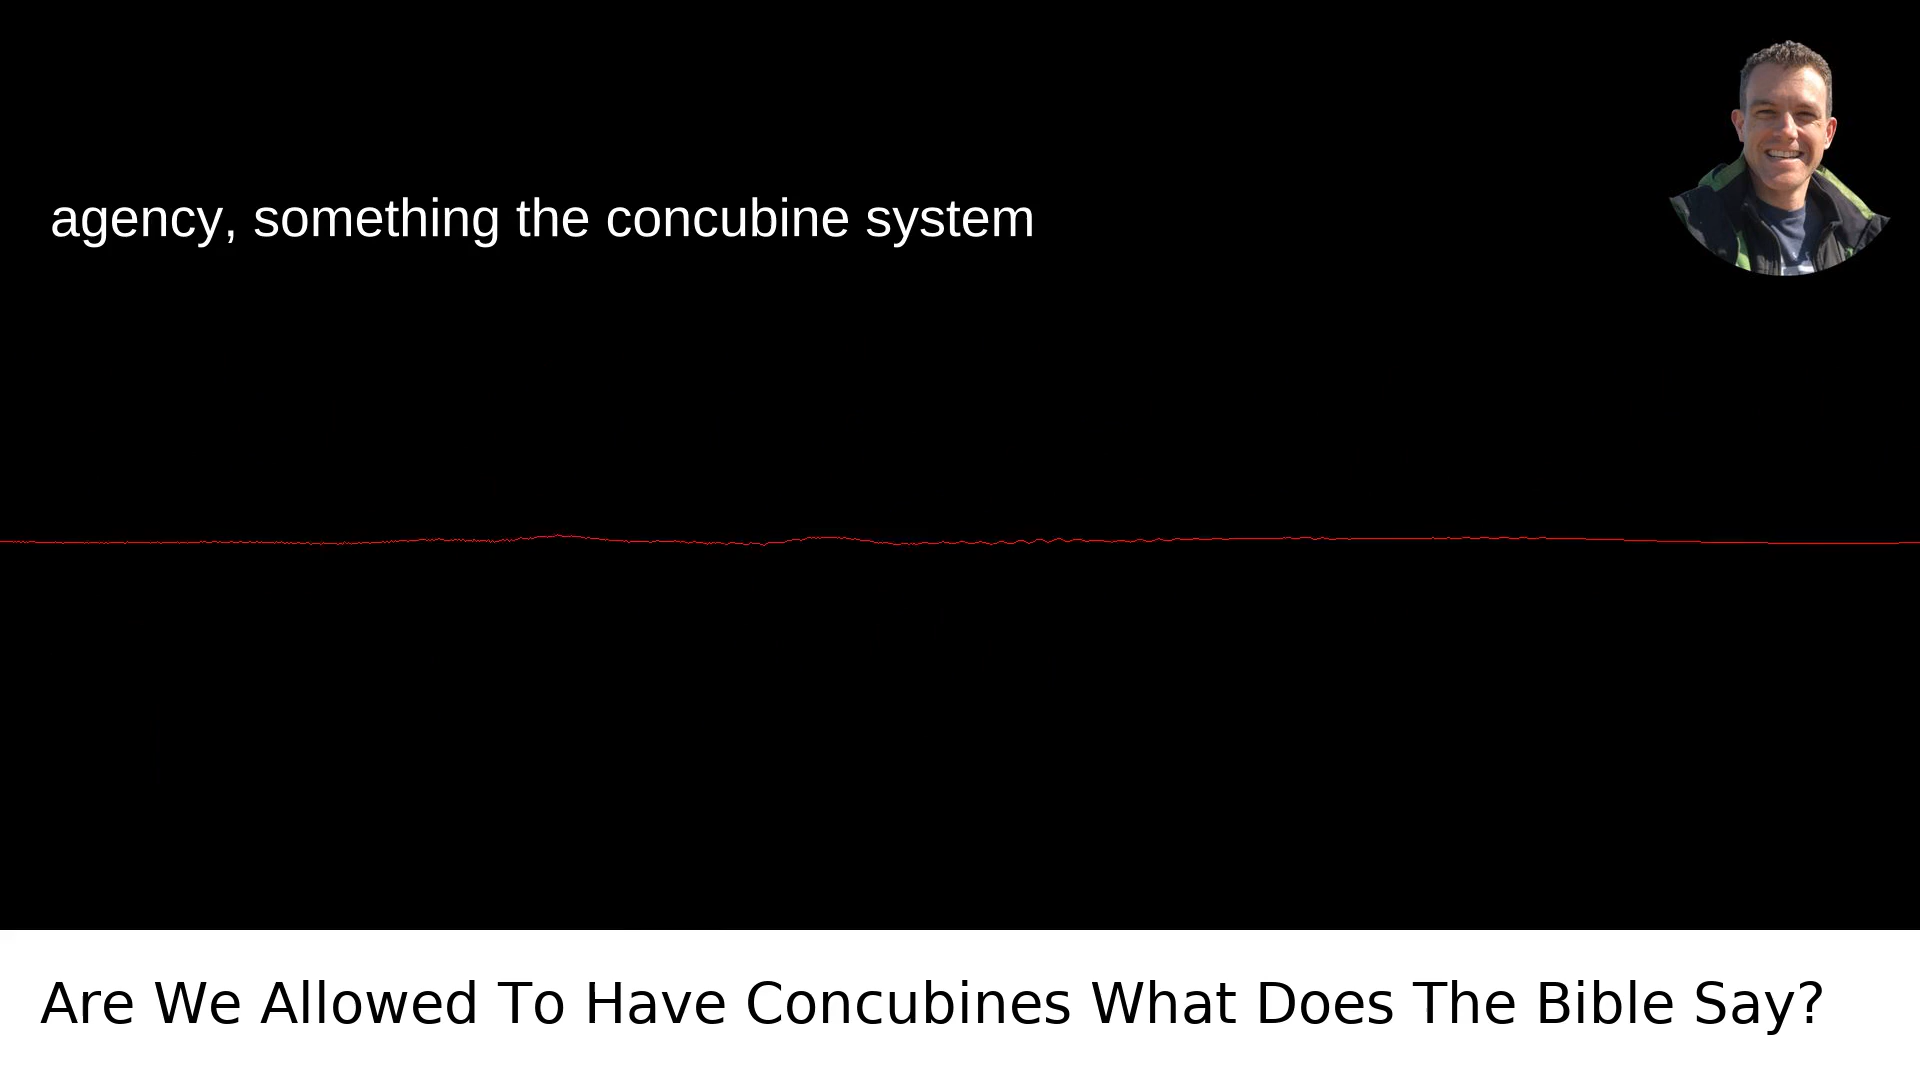 agency, something the concubine system
Are We Allowed To Have Concubines What Does The Bible Say?